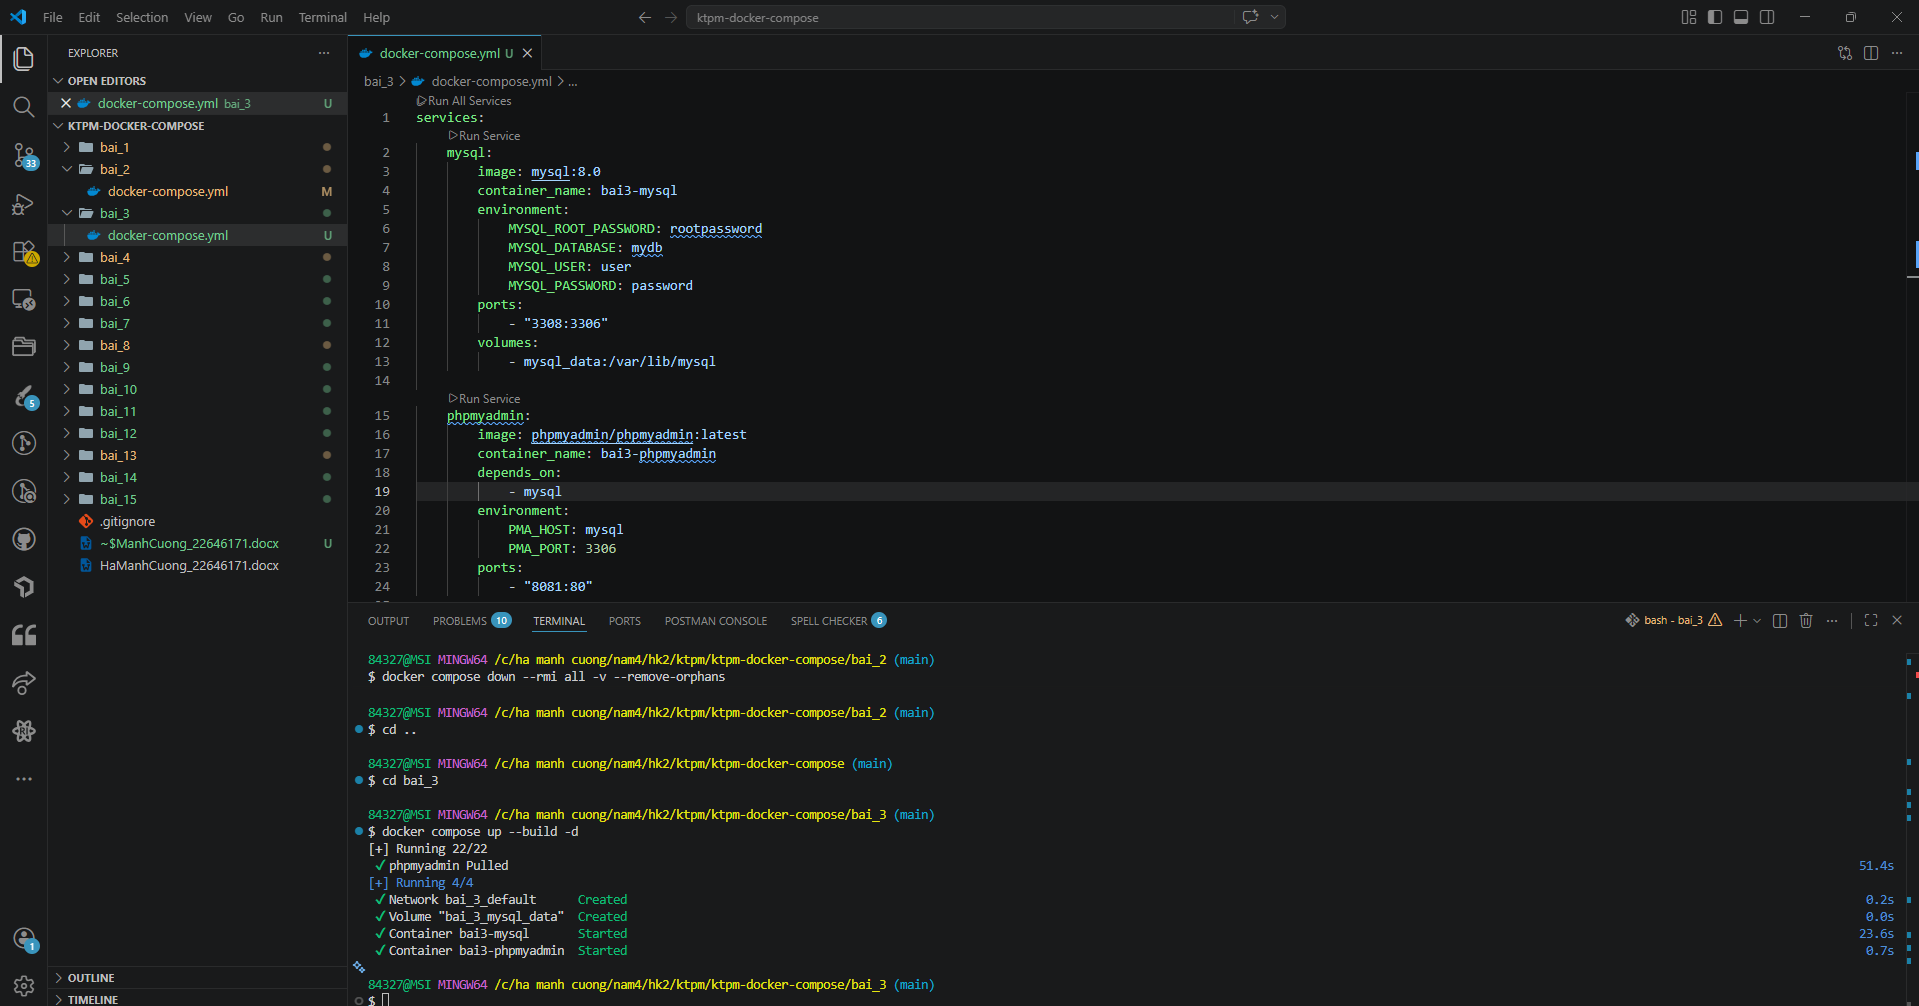 File Edit Selection View Go Run Terminal Help
ktpm-docker-compose
EXPLORER
OPEN EDITORS
docker-compose.yml bai_3 U
KTPM-DOCKER-COMPOSE
bai_1
bai_2
docker-compose.yml M
bai_3
docker-compose.yml U
bai_4
bai_5
bai_6
bai_7
bai_8
bai_9
bai_10
bai_11
bai_12
bai_13
bai_14
bai_15
.gitignore
~$ManhCuong_22646171.docx U
HaManhCuong_22646171.docx
OUTLINE
TIMELINE
33
5
1
docker-compose.yml U
bai_3 > docker-compose.yml > ...
Run All Services
1 services:
Run Service
2 mysql:
3 image: mysql:8.0
4 container_name: bai3-mysql
5 environment:
6 MYSQL_ROOT_PASSWORD: rootpassword
7 MYSQL_DATABASE: mydb
8 MYSQL_USER: user
9 MYSQL_PASSWORD: password
10 ports:
11 - "3308:3306"
12 volumes:
13 - mysql_data:/var/lib/mysql
14
Run Service
15 phpmyadmin:
16 image: phpmyadmin/phpmyadmin:latest
17 container_name: bai3-phpmyadmin
18 depends_on:
19 - mysql
20 environment:
21 PMA_HOST: mysql
22 PMA_PORT: 3306
23 ports:
24 - "8081:80"
OUTPUT PROBLEMS 10 TERMINAL PORTS POSTMAN CONSOLE SPELL CHECKER 6
bash - bai_3
84327@MSI MINGW64 /c/ha manh cuong/nam4/hk2/ktpm/ktpm-docker-compose/bai_2 (main)
$ docker compose down --rmi all -v --remove-orphans
84327@MSI MINGW64 /c/ha manh cuong/nam4/hk2/ktpm/ktpm-docker-compose/bai_2 (main)
$ cd ..
84327@MSI MINGW64 /c/ha manh cuong/nam4/hk2/ktpm/ktpm-docker-compose (main)
$ cd bai_3
84327@MSI MINGW64 /c/ha manh cuong/nam4/hk2/ktpm/ktpm-docker-compose/bai_3 (main)
$ docker compose up --build -d
[+] Running 22/22
✓ phpmyadmin Pulled 51.4s
[+] Running 4/4
✓ Network bai_3_default Created 0.2s
✓ Volume "bai_3_mysql_data" Created 0.0s
✓ Container bai3-mysql Started 23.6s
✓ Container bai3-phpmyadmin Started 0.7s
84327@MSI MINGW64 /c/ha manh cuong/nam4/hk2/ktpm/ktpm-docker-compose/bai_3 (main)
$